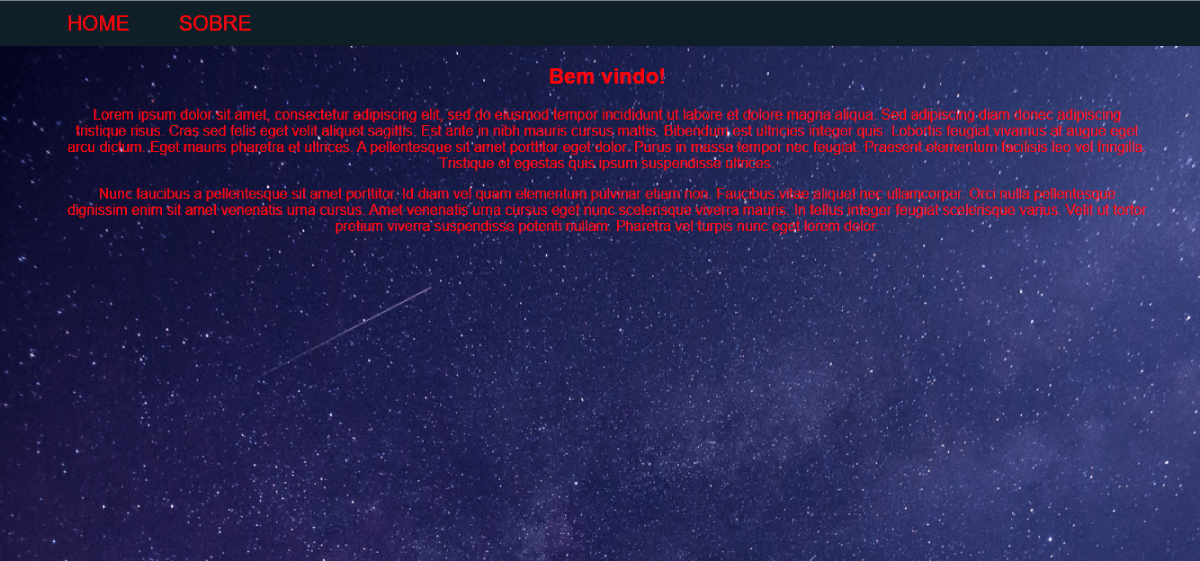 HOME SOBRE
Bem vindo!
Lorem ipsum dolor sit amet, consectetur adipiscing elit, sed do eiusmod tempor incididunt ut labore et dolore magna aliqua. Sed adipiscing diam donec adipiscing
tristique risus. Cras sed felis eget velit aliquet sagittis. Est ante in nibh mauris cursus mattis. Bibendum est ultricies integer quis. Lobortis feugiat vivamus at augue eget
arcu dictum. Eget mauris pharetra et ultrices. A pellentesque sit amet porttitor eget dolor. Purus in massa tempor nec feugiat. Praesent elementum facilisis leo vel fringilla.
Tristique et egestas quis ipsum suspendisse ultrices.
Nunc faucibus a pellentesque sit amet porttitor. Id diam vel quam elementum pulvinar etiam non. Faucibus vitae aliquet nec ullamcorper. Orci nulla pellentesque
dignissim enim sit amet venenatis urna cursus. Amet venenatis urna cursus eget nunc scelerisque viverra mauris. In tellus integer feugiat scelerisque varius. Velit ut tortor
pretium viverra suspendisse potenti nullam. Pharetra vel turpis nunc eget lorem dolor.